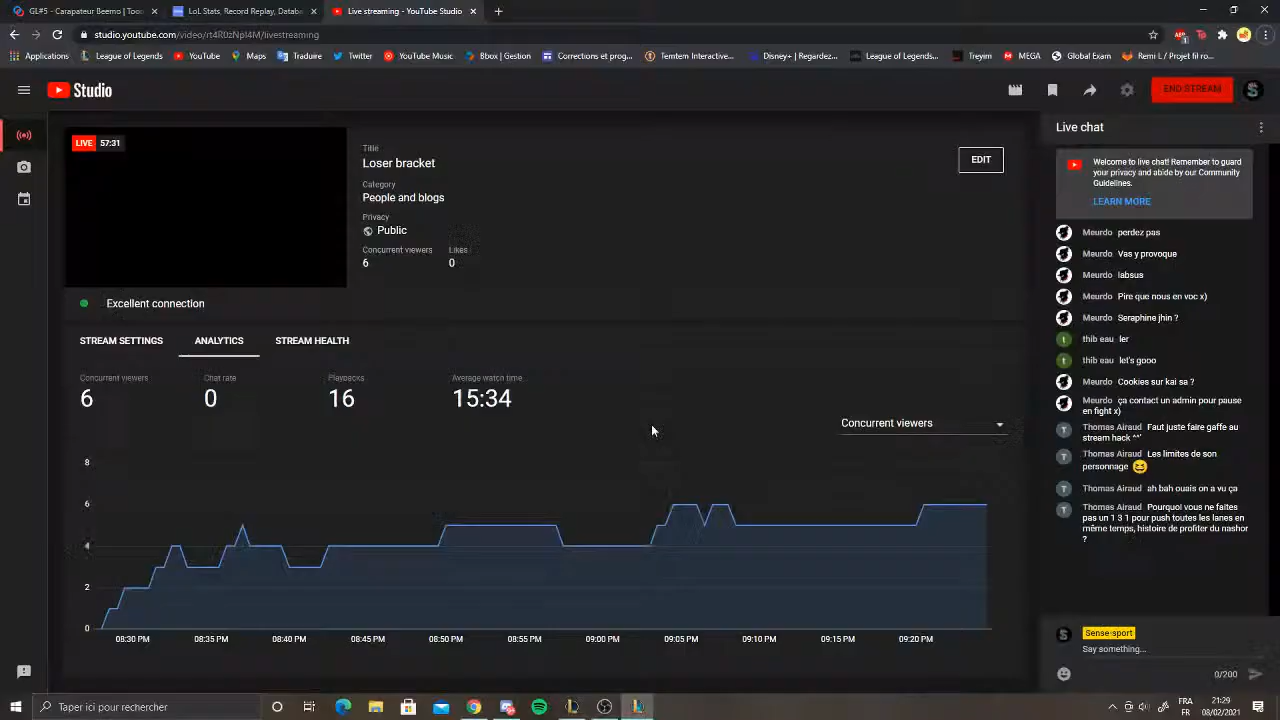 GL#5 - Carapateur Beemo | Too
LoL Stats, Record Replay, Datab
Live streaming - YouTube Studio
studio.youtube.com/video/rt4R0zNpI4M/livestreaming
Applications
League of Legends
YouTube
Traduire
Twitter
YouTube Music
Bbox | Gestion
Corrections et prog...
Temtem Interactive...
Disney+ | Regardez...
League of Legends...
Treyim
MEGA
Global Exam
Remi L / Projet fil ro...
Studio
END STREAM
LIVE 57:31
Title
Loser bracket
EDIT
Category
People and blogs
Privacy
Public
Concurrent viewers Likes
6 0
Excellent connection
STREAM SETTINGS ANALYTICS STREAM HEALTH
Concurrent viewers Chat rate Playbacks Average watch time
6 0 16 15:34
Concurrent viewers
8
6
4
2
0
08:30 PM 08:35 PM 08:40 PM 08:45 PM 08:50 PM 08:55 PM 09:00 PM 09:05 PM 09:10 PM 09:15 PM 09:20 PM
Live chat
Welcome to live chat! Remember to guard
your privacy and abide by our Community
Guidelines.
LEARN MORE
Meurdo perdez pas
Meurdo Vas y provoque
Meurdo labsus
Meurdo Pire que nous en voc x)
Meurdo Seraphine jhin ?
thib eau ler
thib eau let's gooo
Meurdo Cookies sur kai sa ?
Meurdo ça contact un admin pour pause
en fight x)
Thomas Airaud Faut juste faire gaffe au
stream hack ^^'
Thomas Airaud Les limites de son
personnage
Thomas Airaud ah bah ouais on a vu ça
Thomas Airaud Pourquoi vous ne faites
pas un 1 3 1 pour push toutes les lanes en
même temps, histoire de profiter du nashor
?
Sense-sport
Say something...
0/200
Taper ici pour rechercher
FRA
FR
21:29
08/02/2021